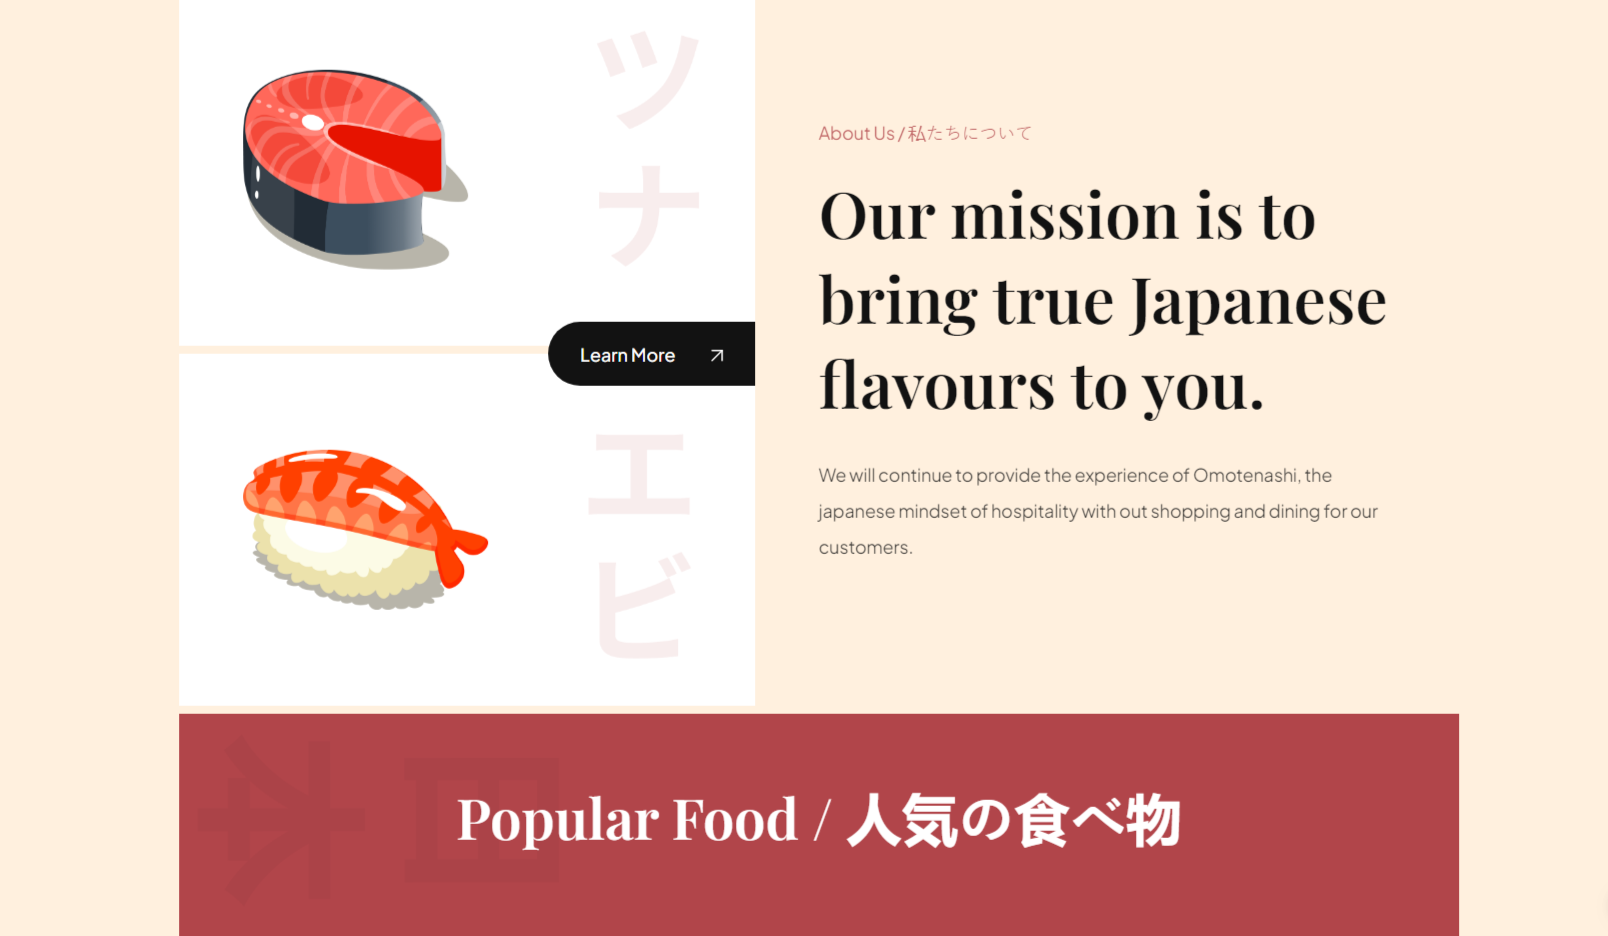 ツナ
Learn More
エビ
About Us / 私たちについて
Our mission is to
bring true Japanese
flavours to you.
We will continue to provide the experience of Omotenashi, the
japanese mindset of hospitality with out shopping and dining for our
customers.
日本
Popular Food / 人気の食べ物